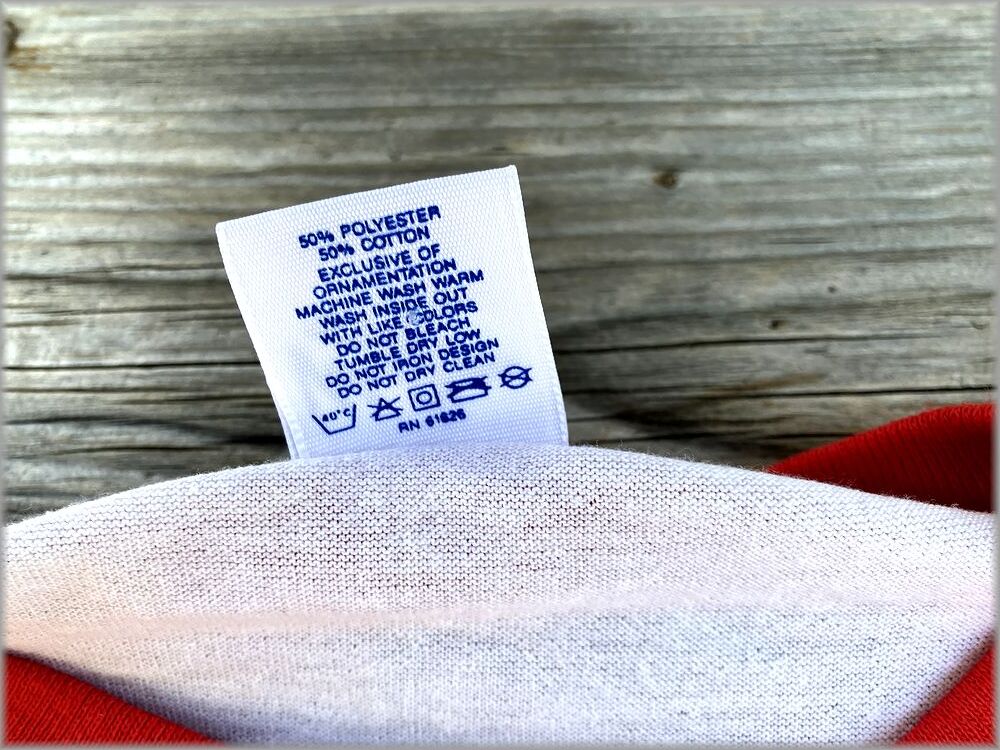 50% POLYESTER
50% COTTON
EXCLUSIVE OF
ORNAMENTATION
MACHINE WASH WARM
WASH INSIDE OUT
WITH LIKE COLORS
DO NOT BLEACH
TUMBLE DRY LOW
DO NOT IRON DESIGN
DO NOT DRY CLEAN
40°C
RN 61626